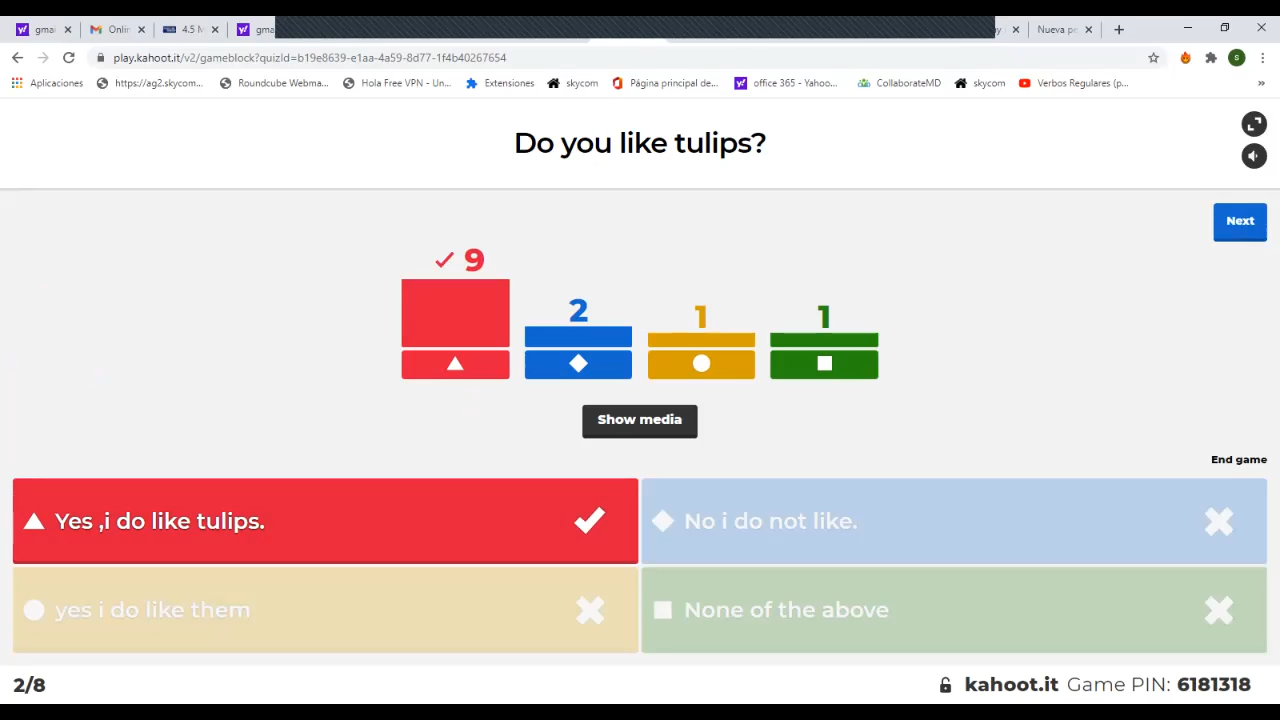 gmai
Onlin
4.5 M
gma
y
Nueva pe
play.kahoot.it/v2/gameblock?quizId=b19e8639-e1aa-4a59-8d77-1f4b40267654
S
Aplicaciones
https://ag2.skycom...
Roundcube Webma...
Hola Free VPN - Un...
Extensiones
skycom
Página principal de...
office 365 - Yahoo...
CollaborateMD
skycom
Verbos Regulares (p...
»
Do you like tulips?
Next
9
2
1
1
Show media
End game
Yes ,i do like tulips.
No i do not like.
yes i do like them
None of the above
2/8
kahoot.it Game PIN: 6181318